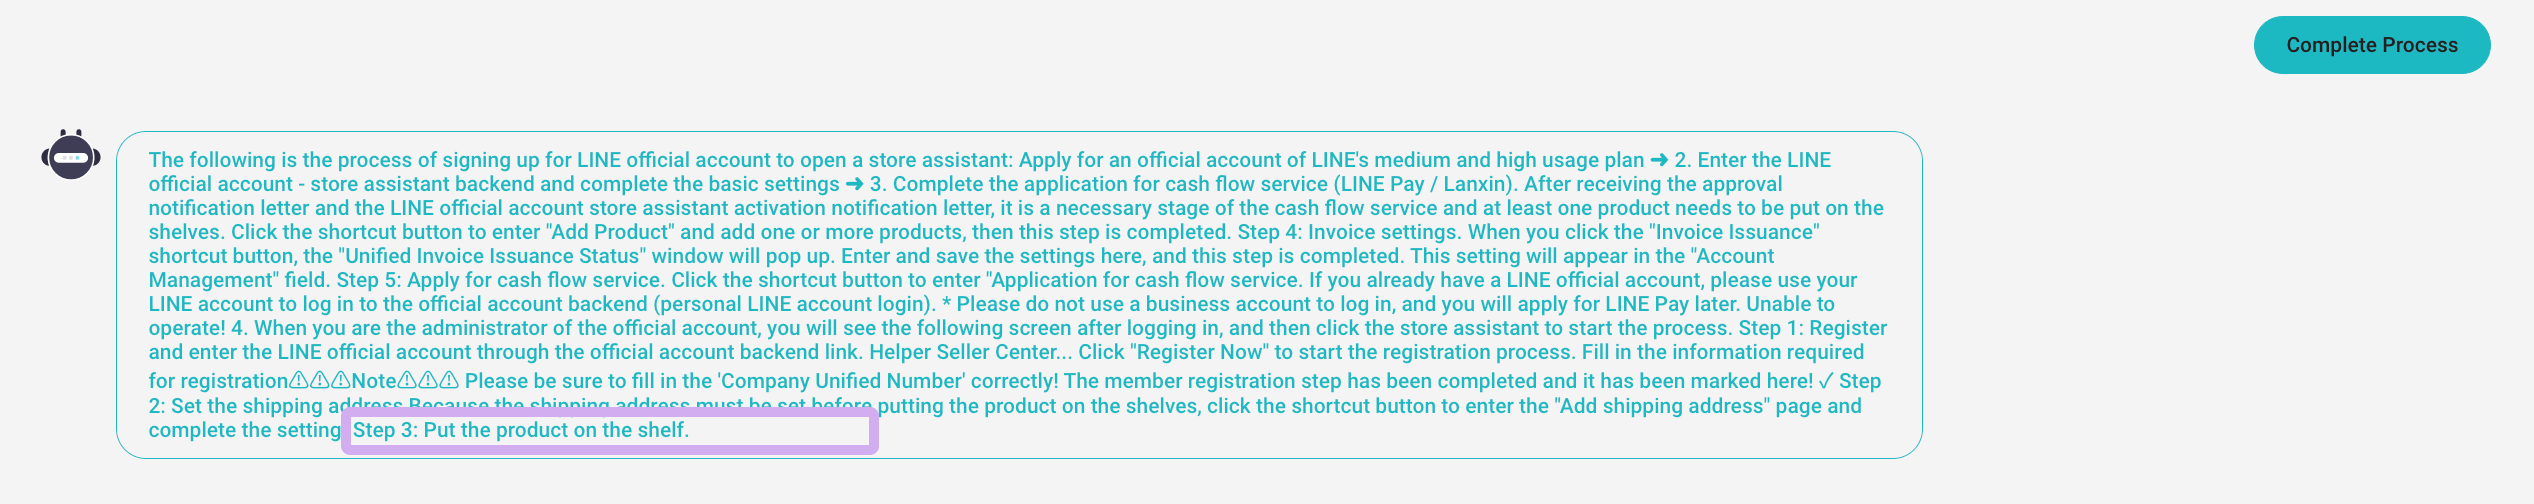 Complete Process
The following is the process of signing up for LINE official account to open a store assistant: Apply for an official account of LINE's medium and high usage plan ➜ 2. Enter the LINE
official account - store assistant backend and complete the basic settings ➜ 3. Complete the application for cash flow service (LINE Pay / Lanxin). After receiving the approval
notification letter and the LINE official account store assistant activation notification letter, it is a necessary stage of the cash flow service and at least one product needs to be put on the
shelves. Click the shortcut button to enter "Add Product" and add one or more products, then this step is completed. Step 4: Invoice settings. When you click the "Invoice Issuance"
shortcut button, the "Unified Invoice Issuance Status" window will pop up. Enter and save the settings here, and this step is completed. This setting will appear in the "Account
Management" field. Step 5: Apply for cash flow service. Click the shortcut button to enter "Application for cash flow service. If you already have a LINE official account, please use your
LINE account to log in to the official account backend (personal LINE account login). * Please do not use a business account to log in, and you will apply for LINE Pay later. Unable to
operate! 4. When you are the administrator of the official account, you will see the following screen after logging in, and then click the store assistant to start the process. Step 1: Register
and enter the LINE official account through the official account backend link. Helper Seller Center... Click "Register Now" to start the registration process. Fill in the information required
for registration⚠⚠⚠Note⚠⚠⚠ Please be sure to fill in the 'Company Unified Number' correctly! The member registration step has been completed and it has been marked here! ✓ Step
2: Set the shipping address Because the shipping address must be set before putting the product on the shelves, click the shortcut button to enter the "Add shipping address" page and
complete the setting Step 3: Put the product on the shelf.